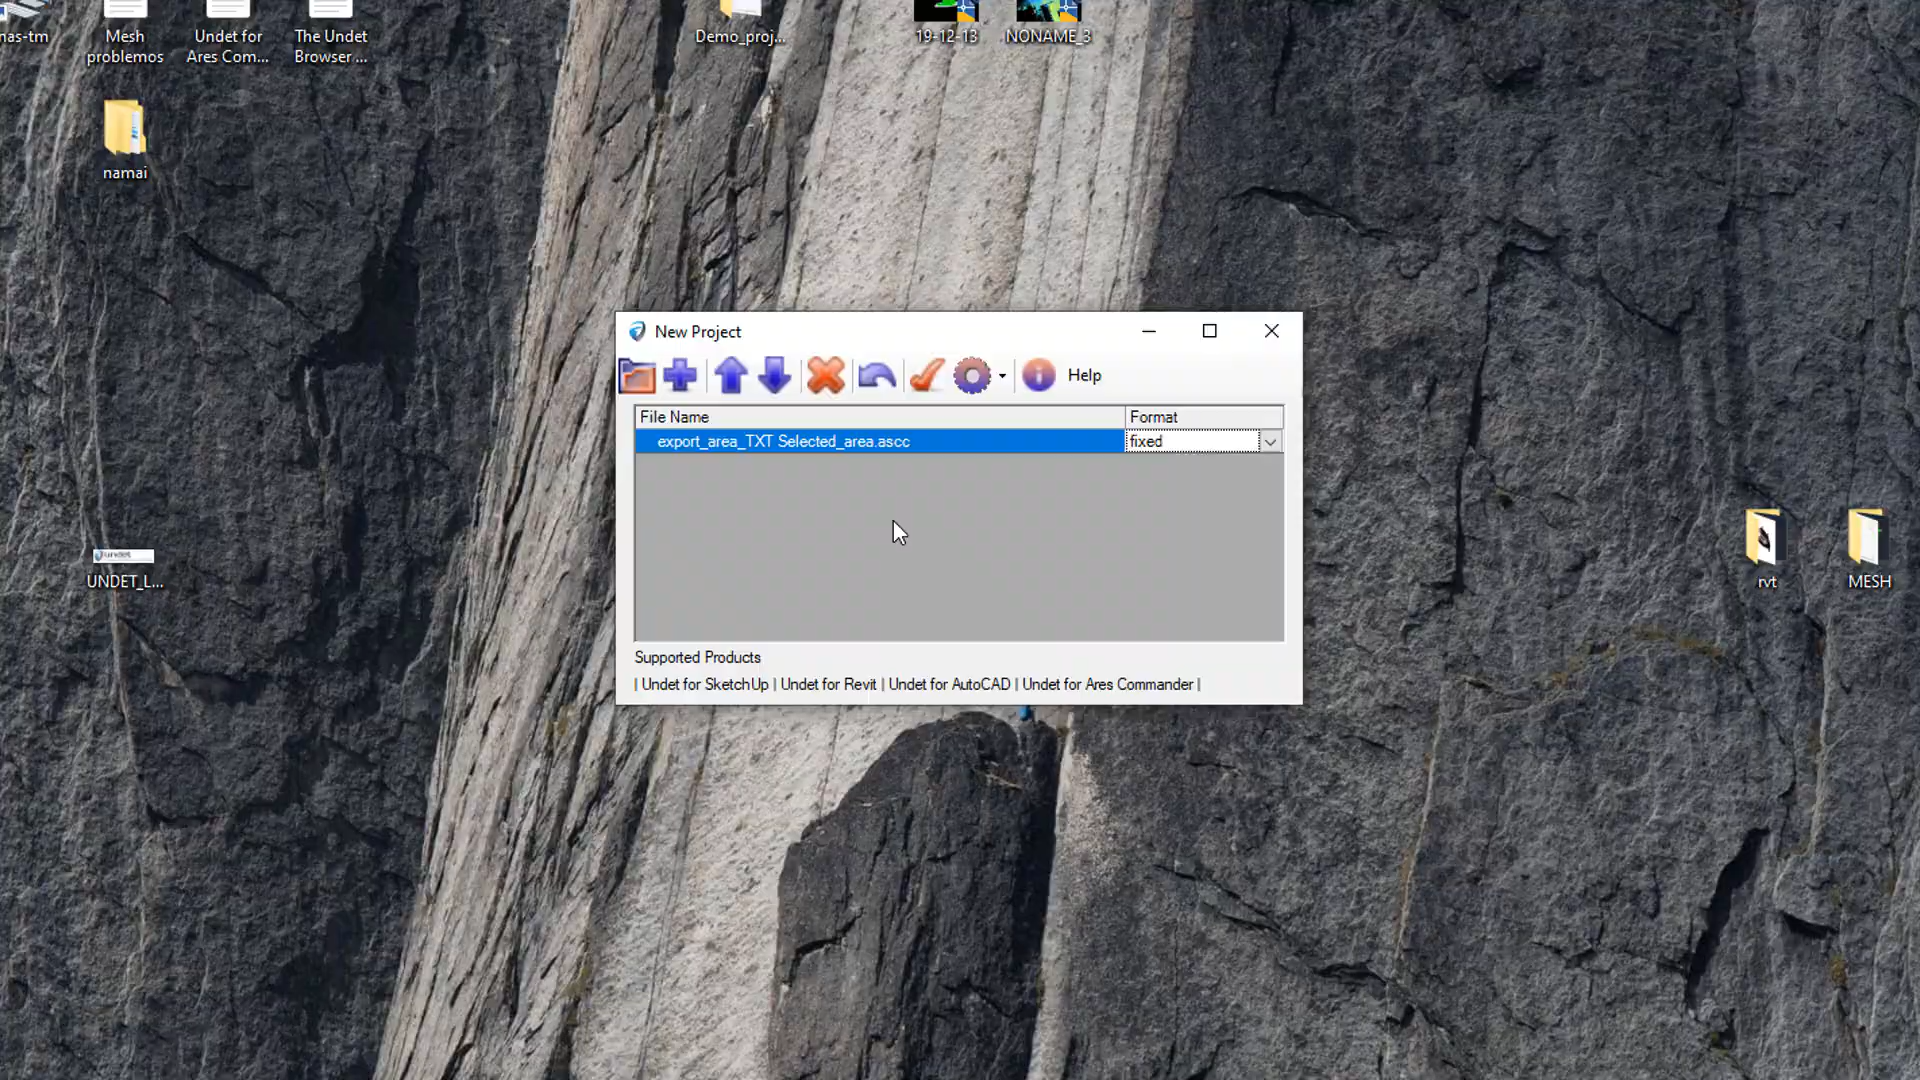 nas-tm
Mesh
problemos
Undet for
Ares Com...
The Undet
Browser ...
Demo_proj...
19-12-13
NONAME_3
namai
New Project
Help
File Name
Format
export_area_TXT Selected_area.ascc
fixed
undet
UNDET_L...
rvt
MESH
Supported Products
| Undet for SketchUp | Undet for Revit | Undet for AutoCAD | Undet for Ares Commander |